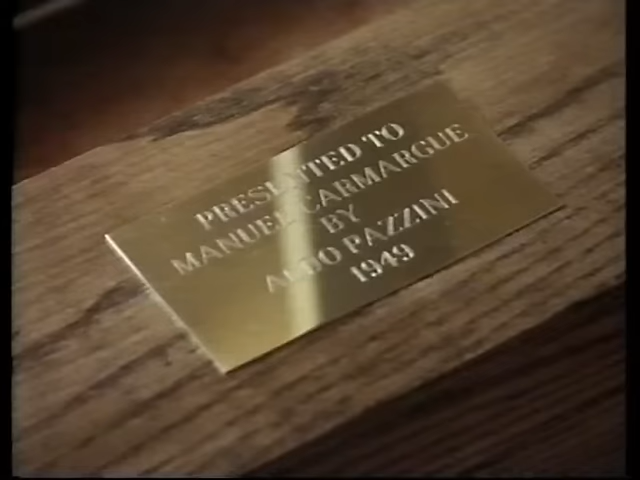 PRESENTED TO
MANUEL CARMARGUE
BY
ALDO PAZZINI
1949